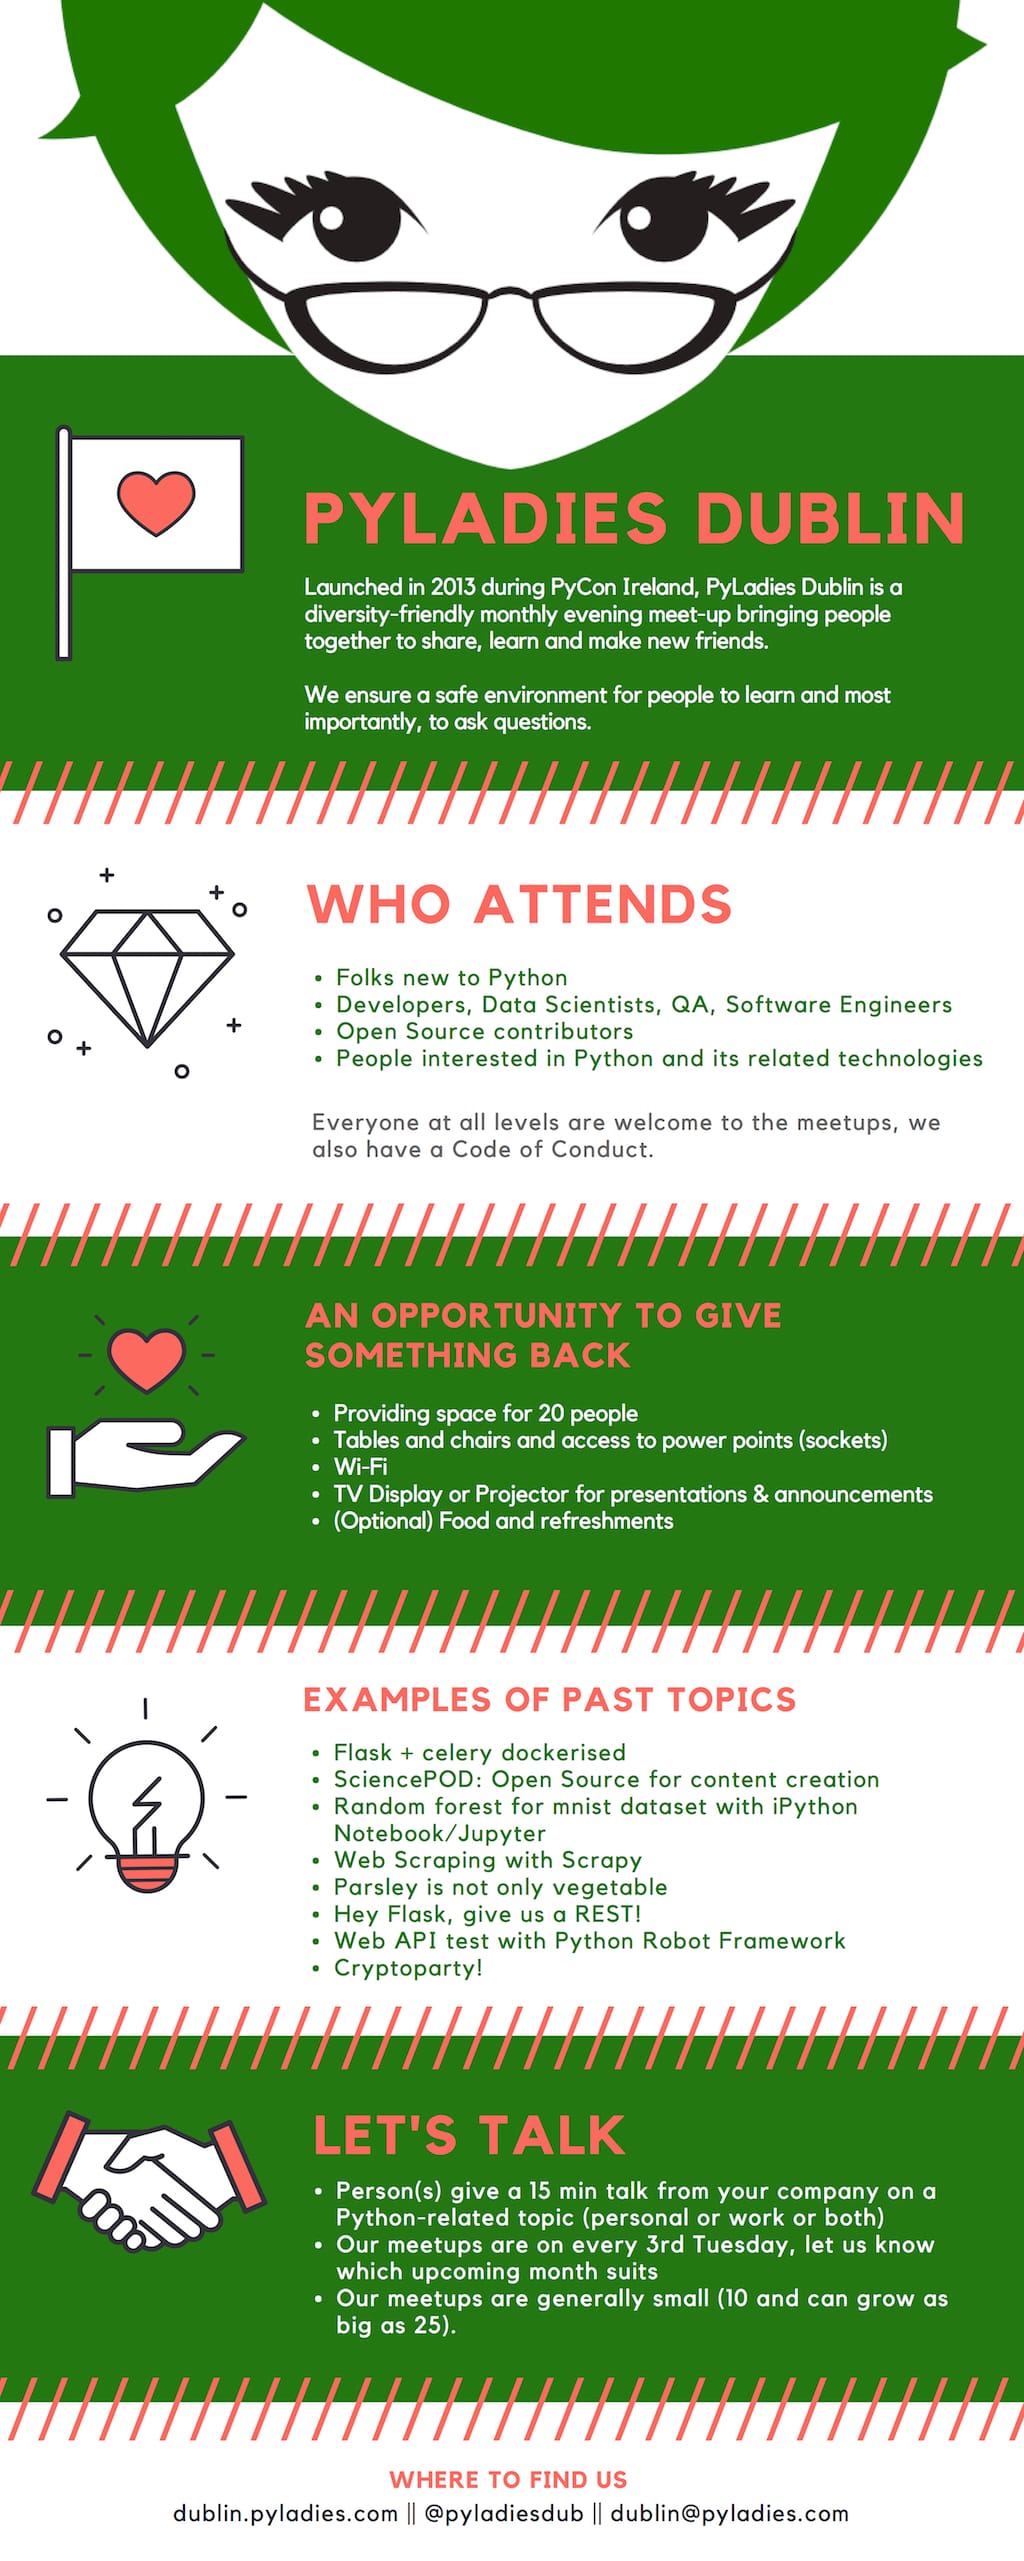 PYLADIES DUBLIN
Launched in 2013 during PyCon Ireland, PyLadies Dublin is a
diversity-friendly monthly evening meet-up bringing people
together to share, learn and make new friends.
We ensure a safe environment for people to learn and most
importantly, to ask questions.
WHO ATTENDS
• Folks new to Python
• Developers, Data Scientists, QA, Software Engineers
• Open Source contributors
• People interested in Python and its related technologies
Everyone at all levels are welcome to the meetups, we
also have a Code of Conduct.
AN OPPORTUNITY TO GIVE
SOMETHING BACK
• Providing space for 20 people
• Tables and chairs and access to power points (sockets)
• Wi-Fi
• TV Display or Projector for presentations & announcements
• (Optional) Food and refreshments
EXAMPLES OF PAST TOPICS
• Flask + celery dockerised
• SciencePOD: Open Source for content creation
• Random forest for mnist dataset with iPython
Notebook/Jupyter
• Web Scraping with Scrapy
• Parsley is not only vegetable
• Hey Flask, give us a REST!
• Web API test with Python Robot Framework
• Cryptoparty!
LET'S TALK
• Person(s) give a 15 min talk from your company on a
Python-related topic (personal or work or both)
• Our meetups are on every 3rd Tuesday, let us know
which upcoming month suits
• Our meetups are generally small (10 and can grow as
big as 25).
WHERE TO FIND US
dublin.pyladies.com || @pyladiesdub || dublin@pyladies.com